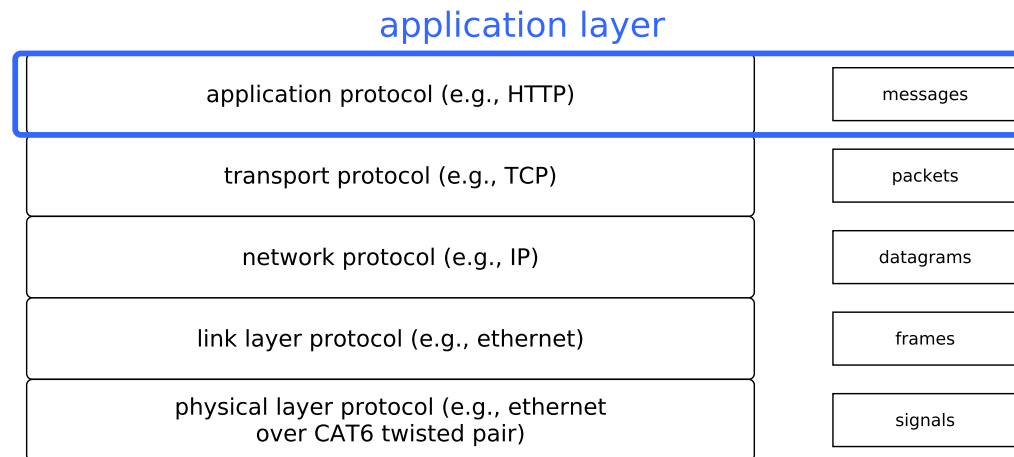 application layer
application protocol (e.g., HTTP)
messages
transport protocol (e.g., TCP)
packets
network protocol (e.g., IP)
datagrams
link layer protocol (e.g., ethernet)
frames
physical layer protocol (e.g., ethernet
over CAT6 twisted pair)
signals